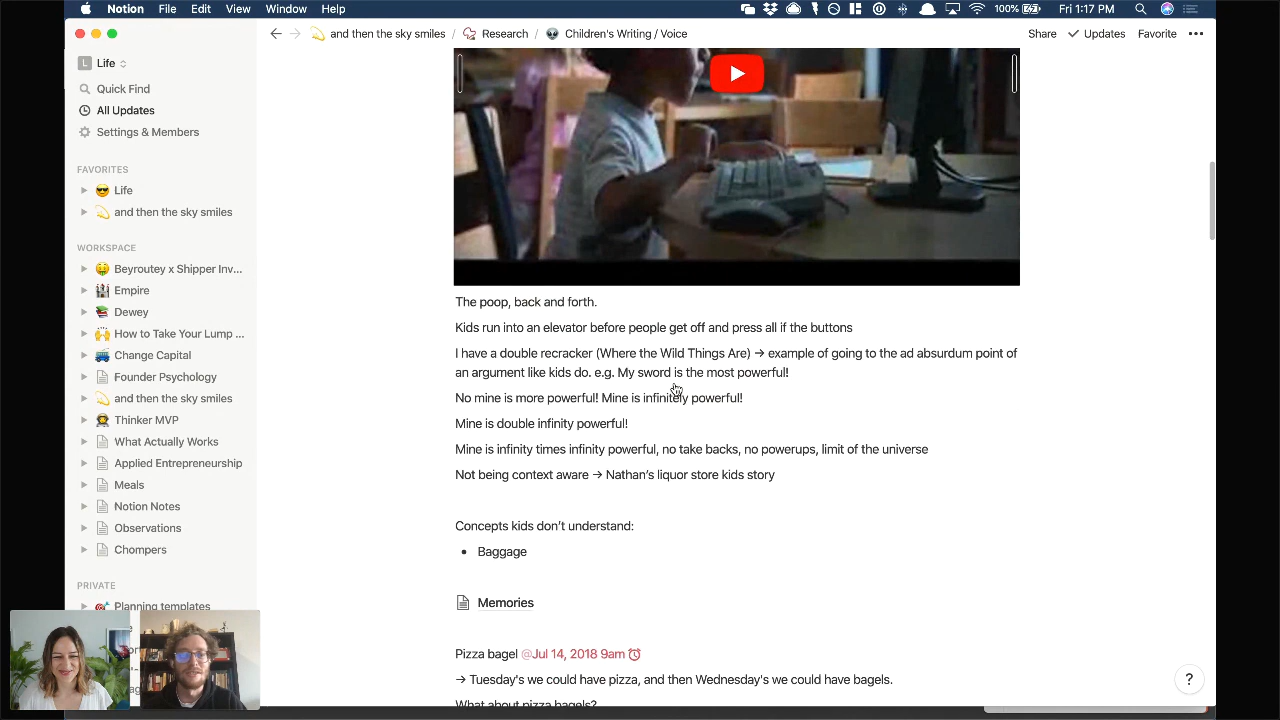 Notion File Edit View Window Help 100% Fri 1:17 PM
and then the sky smiles / Research / Children's Writing / Voice Share Updates Favorite
L Life
Quick Find
All Updates
Settings & Members
FAVORITES
Life
and then the sky smiles
WORKSPACE
Beyroutey x Shipper Inv...
Empire
Dewey
How to Take Your Lump ...
Change Capital
Founder Psychology
and then the sky smiles
Thinker MVP
What Actually Works
Applied Entrepreneurship
Meals
Notion Notes
Observations
Chompers
PRIVATE
Planning templates
The poop, back and forth.
Kids run into an elevator before people get off and press all if the buttons
I have a double recracker (Where the Wild Things Are) → example of going to the ad absurdum point of
an argument like kids do. e.g. My sword is the most powerful!
No mine is more powerful! Mine is infinitely powerful!
Mine is double infinity powerful!
Mine is infinity times infinity powerful, no take backs, no powerups, limit of the universe
Not being context aware → Nathan's liquor store kids story
Concepts kids don't understand:
• Baggage
Memories
Pizza bagel @Jul 14, 2018 9am
→ Tuesday's we could have pizza, and then Wednesday's we could have bagels.
What about pizza bagels?
?